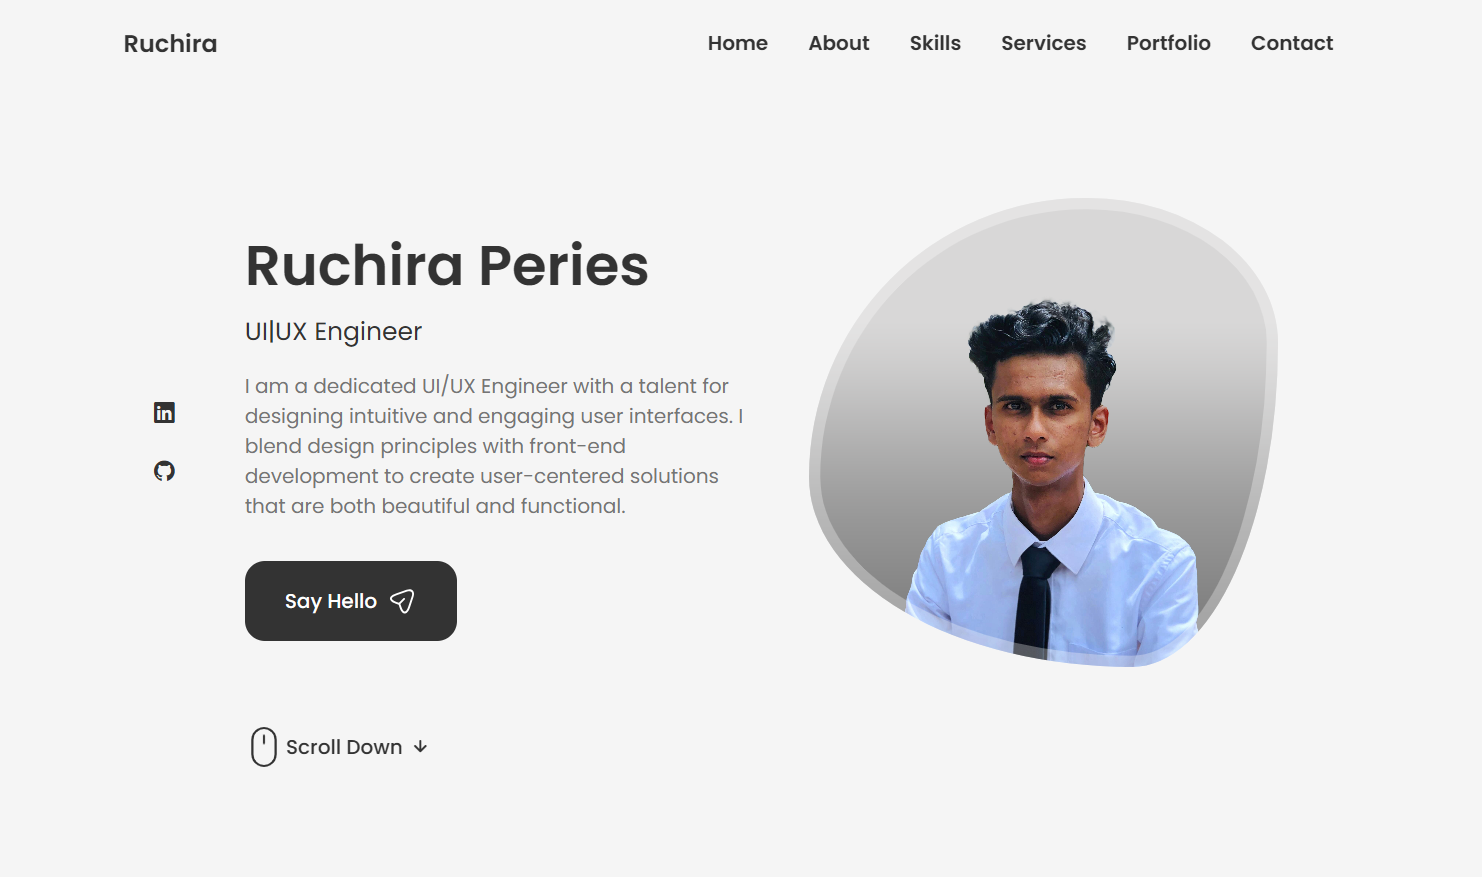 Ruchira
Home About Skills Services Portfolio Contact
Ruchira Peries
UI|UX Engineer
I am a dedicated UI/UX Engineer with a talent for
designing intuitive and engaging user interfaces. I
blend design principles with front-end
development to create user-centered solutions
that are both beautiful and functional.
in
Say Hello
Scroll Down